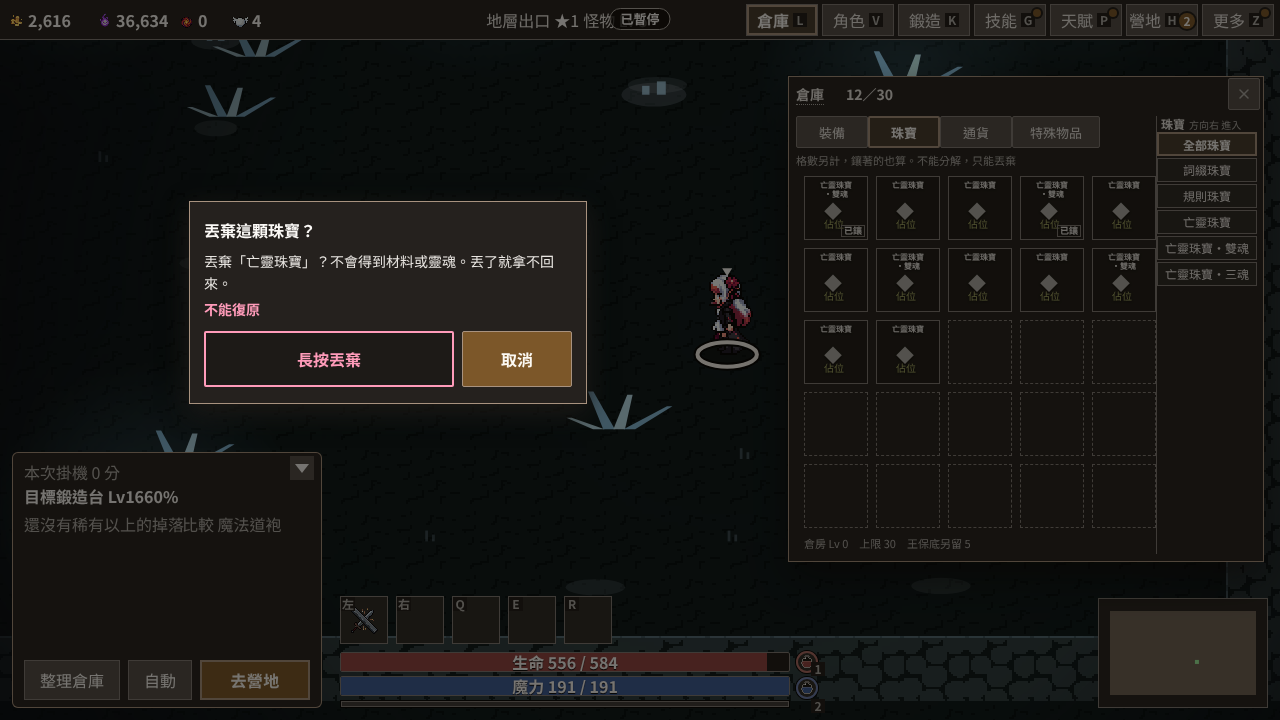 2,616 36,634 0 4
地層出口 ★1 怪物 已暫停
倉庫 L 角色 V 鍛造 K 技能 G 天賦 P 營地 H 2 更多 Z
倉庫 12／30
裝備 珠寶 通貨 特殊物品
格數另計，鑲著的也算。不能分解，只能丟棄
珠寶 方向右 進入
全部珠寶
詞綴珠寶
規則珠寶
亡靈珠寶
亡靈珠寶・雙魂
亡靈珠寶・三魂
亡靈珠寶・雙魂 佔位 已鑲
亡靈珠寶 佔位
亡靈珠寶 佔位
亡靈珠寶・雙魂 佔位 已鑲
亡靈珠寶 佔位
亡靈珠寶 佔位
亡靈珠寶・雙魂 佔位
亡靈珠寶 佔位
亡靈珠寶 佔位
亡靈珠寶・雙魂 佔位
亡靈珠寶 佔位
亡靈珠寶 佔位
倉房 Lv 0 上限 30 王保底另留 5
丟棄這顆珠寶？
丟棄「亡靈珠寶」？不會得到材料或靈魂。丟了就拿不回
來。
不能復原
長按丟棄 取消
本次掛機 0 分
目標鍛造台 Lv1660%
還沒有稀有以上的掉落比較 魔法道袍
整理倉庫 自動 去營地
左 右 Q E R
生命 556 / 584 1
魔力 191 / 191 2